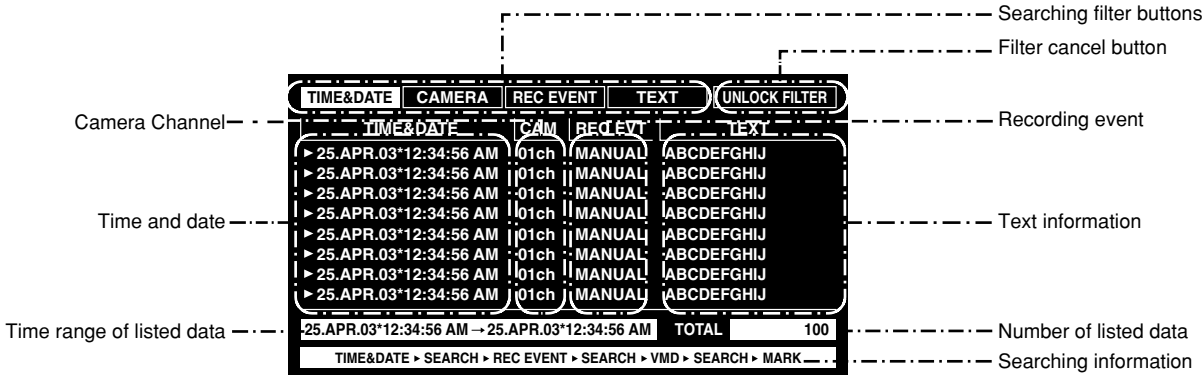 Searching filter buttons
Filter cancel button
TIME&DATE CAMERA REC EVENT TEXT UNLOCK FILTER
Camera Channel
Recording event
TIME&DATE CAM REC EVT TEXT
►25.APR.03*12:34:56 AM 01ch MANUAL ABCDEFGHIJ
►25.APR.03*12:34:56 AM 01ch MANUAL ABCDEFGHIJ
►25.APR.03*12:34:56 AM 01ch MANUAL ABCDEFGHIJ
►25.APR.03*12:34:56 AM 01ch MANUAL ABCDEFGHIJ
Time and date
Text information
►25.APR.03*12:34:56 AM 01ch MANUAL ABCDEFGHIJ
►25.APR.03*12:34:56 AM 01ch MANUAL ABCDEFGHIJ
►25.APR.03*12:34:56 AM 01ch MANUAL ABCDEFGHIJ
►25.APR.03*12:34:56 AM 01ch MANUAL ABCDEFGHIJ
Time range of listed data
25.APR.03*12:34:56 AM → 25.APR.03*12:34:56 AM TOTAL 100
Number of listed data
TIME&DATE ► SEARCH ► REC EVENT ► SEARCH ► VMD ► SEARCH ► MARK
Searching information